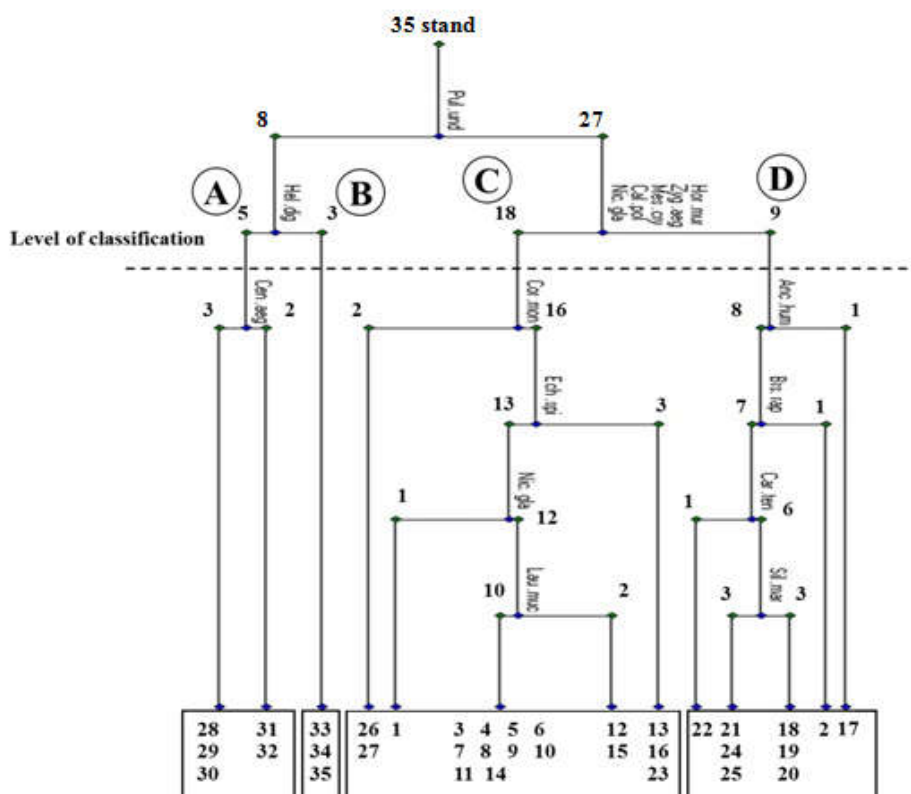 35 stand
Pul.und
8 27
A B C D
Hel.dig
Hor.mur
Zyg.aeg
Mes.cry
Cal.pol
Nic.gla
5 3 18 9
Level of classification
Cen.aeg
Cor.mon
Anc.hum
3 2 2 16 8 1
Ech.spi
Brs.rap
13 3 7 1
Nic.gla
Car.ten
1 12 1 6
Lau.muc
Sil.mar
10 2 3 3
28 31 33 26 1 3 4 5 6 12 13 22 21 18 2 17
29 32 34 27 7 8 9 10 15 16 24 19
30 35 11 14 23 25 20